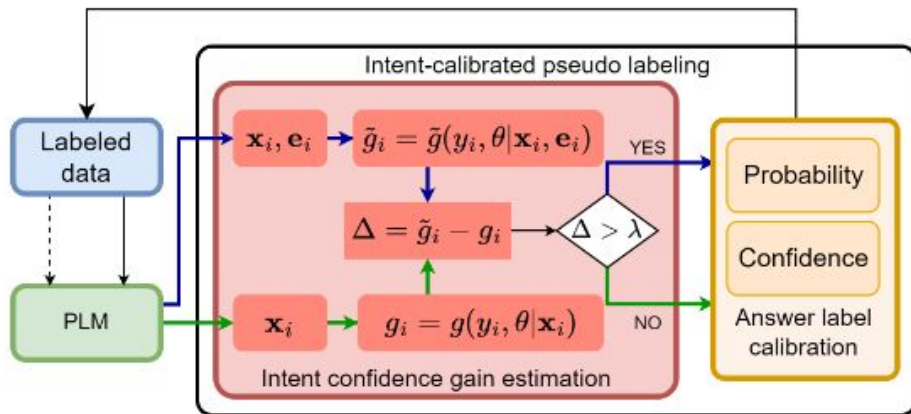 Intent-calibrated pseudo labeling
Labeled
data
PLM
𝐱ᵢ, 𝐞ᵢ
g̃ᵢ = g̃(yᵢ, θ|𝐱ᵢ, 𝐞ᵢ)
Δ = g̃ᵢ − gᵢ
Δ > λ
YES
NO
𝐱ᵢ
gᵢ = g(yᵢ, θ|𝐱ᵢ)
Intent confidence gain estimation
Probability
Confidence
Answer label
calibration